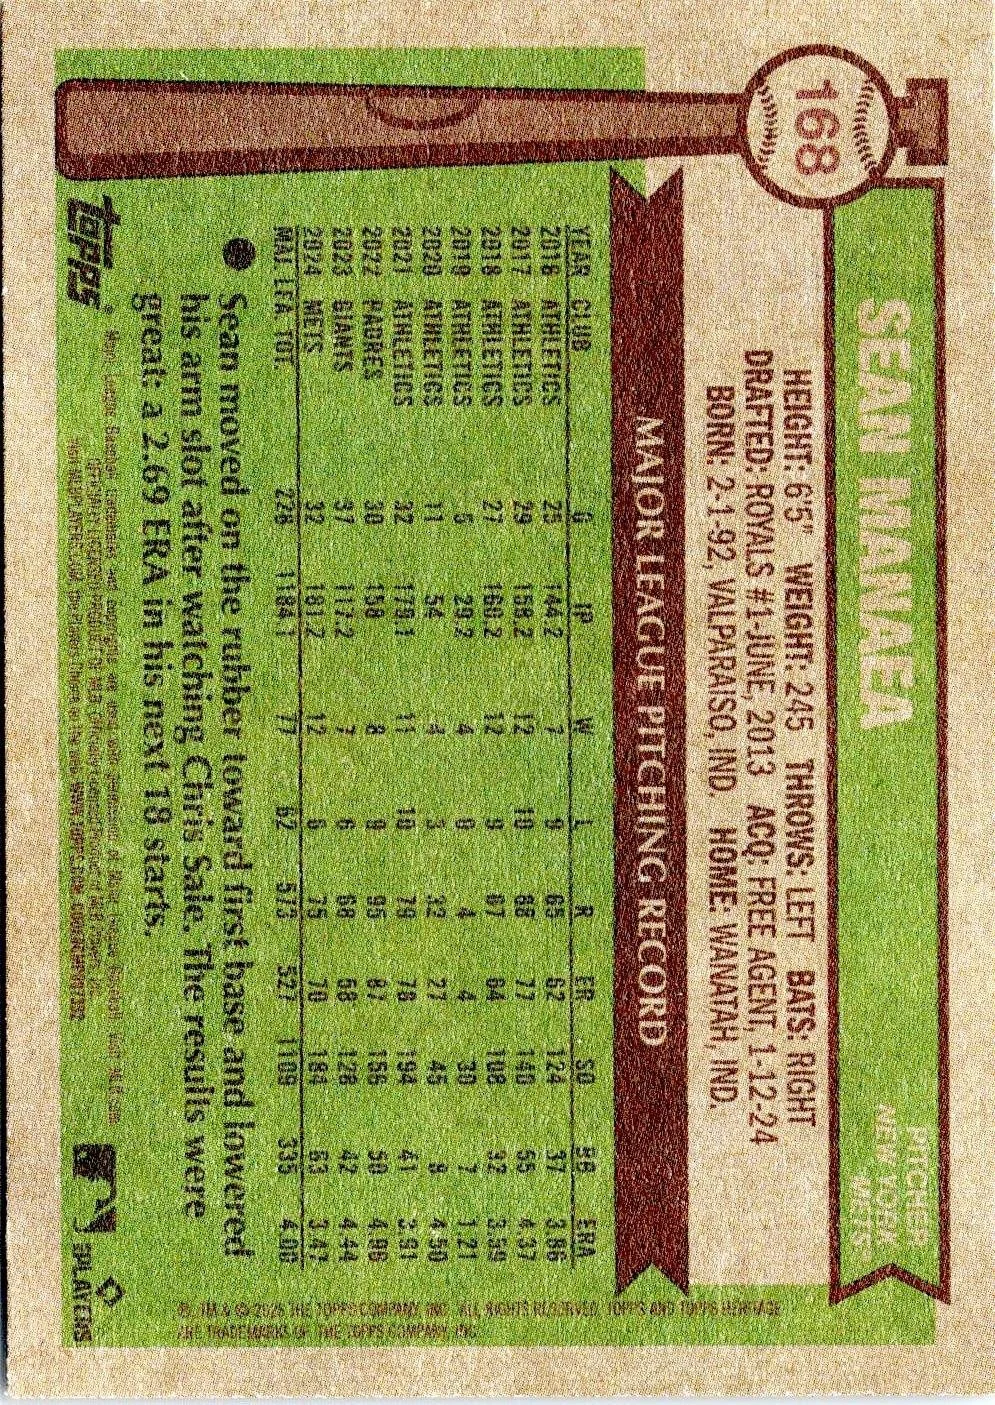 168
SEAN MANAEA
PITCHER
NEW YORK
METS
HEIGHT: 6'5" WEIGHT: 245 THROWS: LEFT BATS: RIGHT
DRAFTED: ROYALS #1-JUNE, 2013 ACQ: FREE AGENT, 1-12-24
BORN: 2-1-92, VALPARAISO, IND. HOME: WANATAH, IND.
MAJOR LEAGUE PITCHING RECORD
YEAR CLUB G IP W L R ER SO BB ERA
2016 ATHLETICS 25 144.2 7 9 65 62 124 37 3.86
2017 ATHLETICS 29 158.2 12 10 88 77 140 55 4.37
2018 ATHLETICS 27 160.2 12 9 67 64 108 32 3.59
2019 ATHLETICS 5 29.2 4 0 4 4 30 7 1.21
2020 ATHLETICS 11 54 4 3 32 27 45 8 4.50
2021 ATHLETICS 32 179.1 11 10 79 78 194 41 3.91
2022 PADRES 30 158 8 9 95 87 156 50 4.96
2023 GIANTS 37 117.2 7 6 68 58 128 42 4.44
2024 METS 32 181.2 12 6 75 70 184 63 3.47
MAJ. LEA. TOT. 228 1184.1 77 62 573 527 1109 335 4.00
Sean moved on the rubber toward first base and lowered
his arm slot after watching Chris Sale. The results were
great: a 2.69 ERA in his next 18 starts.
topps
PLAYERS
®, TM & © 2025 THE TOPPS COMPANY, INC. ALL RIGHTS RESERVED. TOPPS AND TOPPS HERITAGE
ARE TRADEMARKS OF THE TOPPS COMPANY, INC.